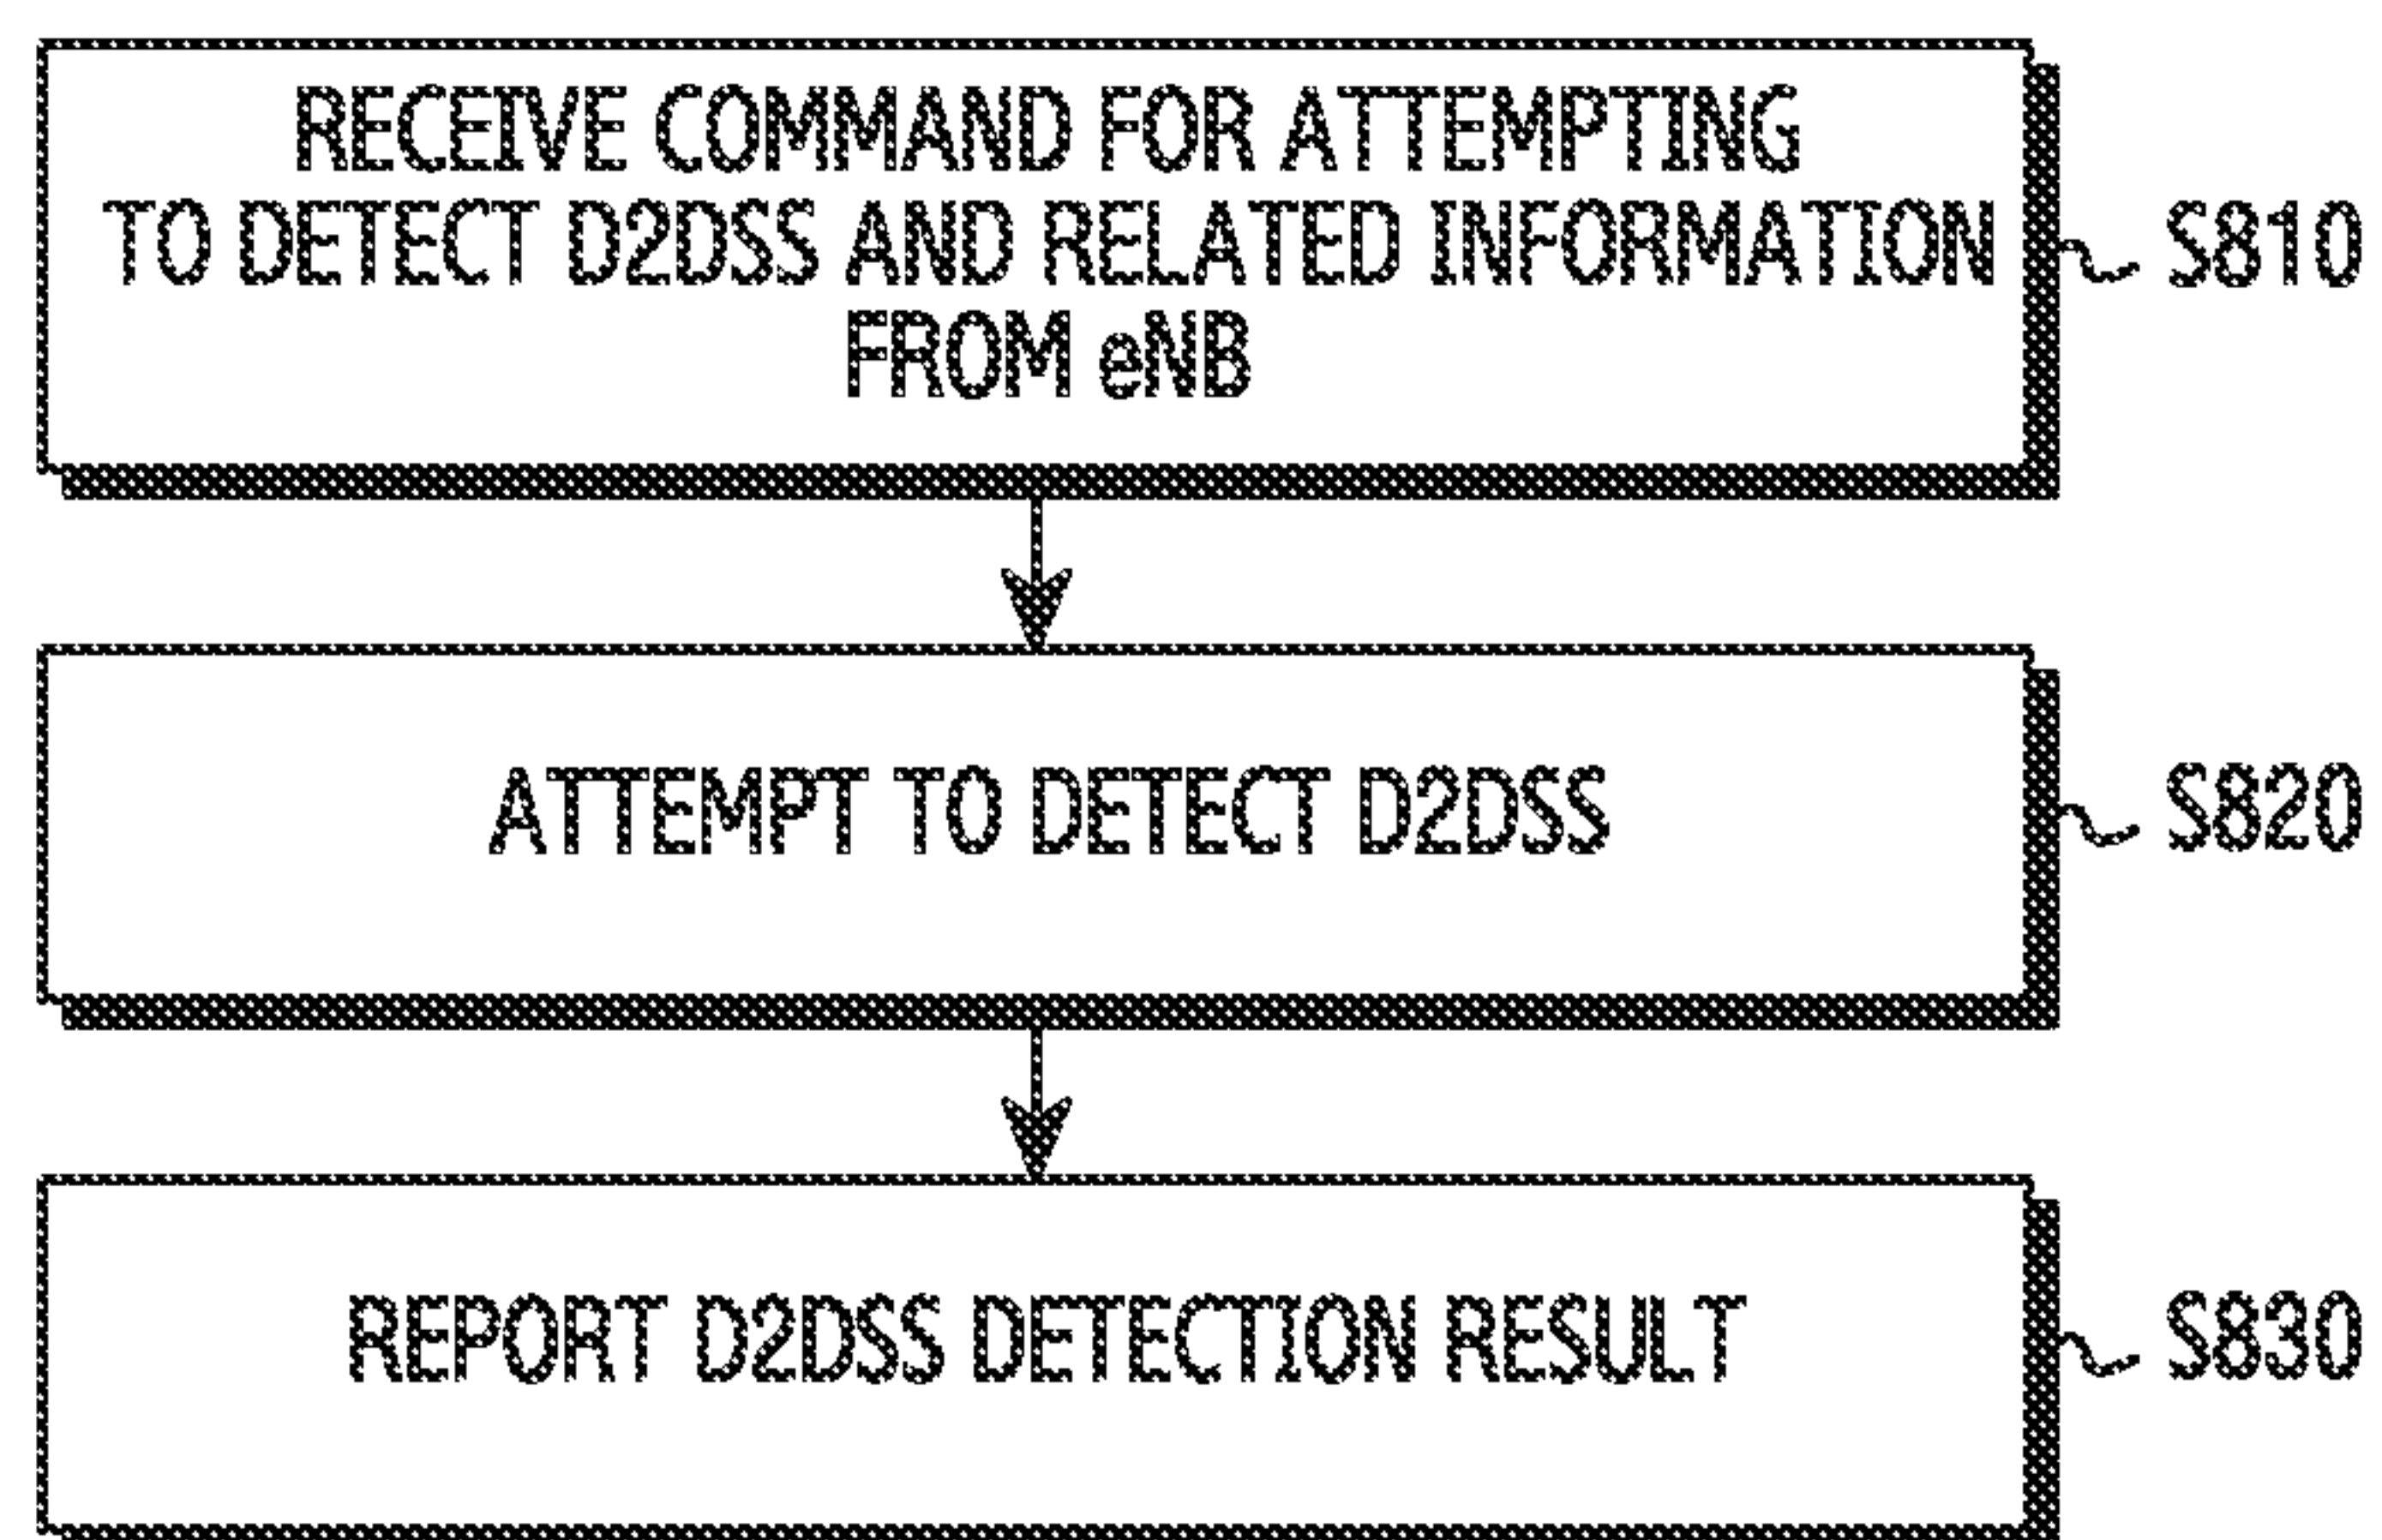 RECEIVE COMMAND FOR ATTEMPTING
TO DETECT D2DSS AND RELATED INFORMATION
FROM eNB
S810
ATTEMPT TO DETECT D2DSS
S820
REPORT D2DSS DETECTION RESULT
S830